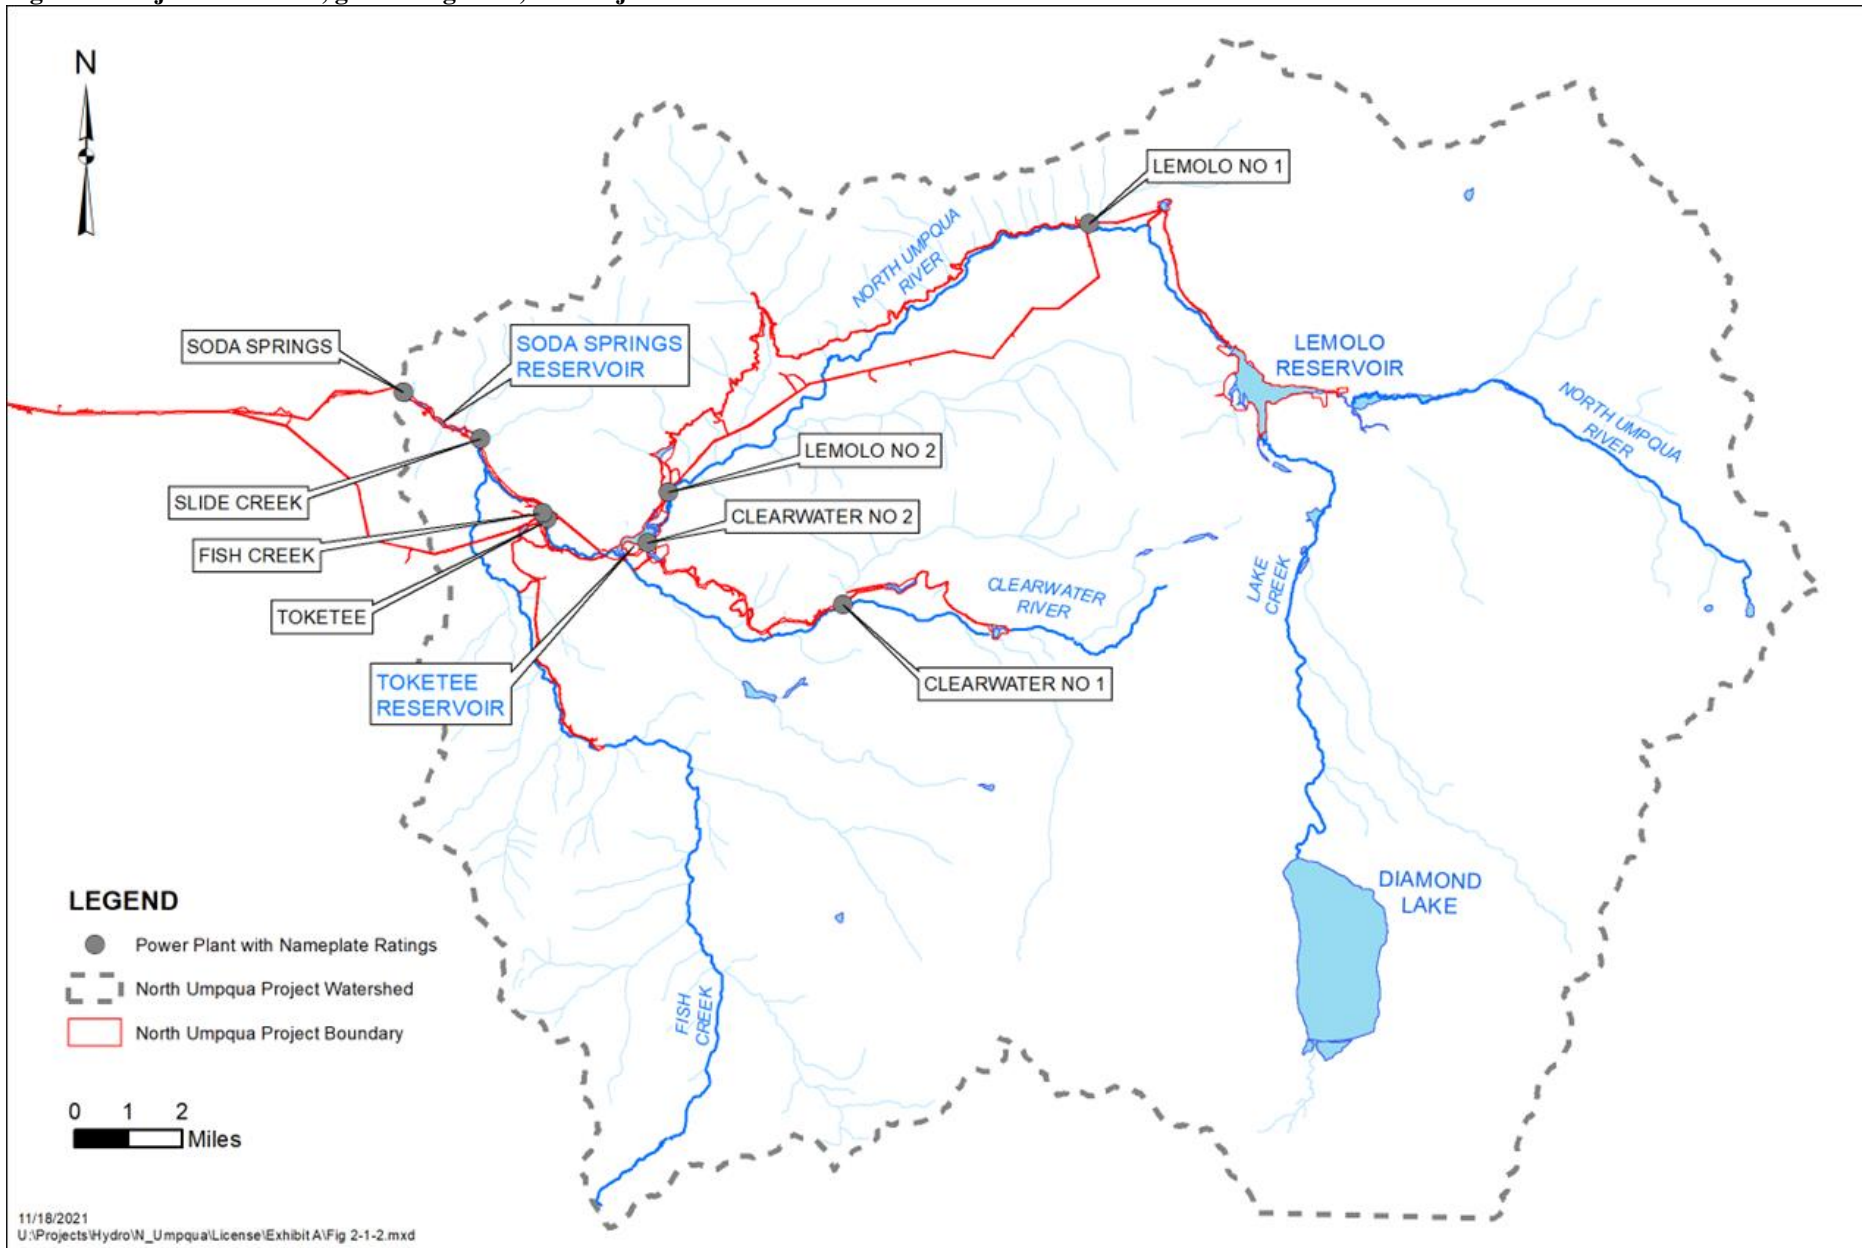 N
LEMOLO NO 1
NORTH UMPQUA
RIVER
SODA SPRINGS
SODA SPRINGS
RESERVOIR
LEMOLO
RESERVOIR
NORTH UMPQUA
RIVER
LEMOLO NO 2
SLIDE CREEK
CLEARWATER NO 2
FISH CREEK
CLEARWATER
RIVER
LAKE
CREEK
TOKETEE
TOKETEE
RESERVOIR
CLEARWATER NO 1
DIAMOND
LAKE
FISH
CREEK
LEGEND
Power Plant with Nameplate Ratings
North Umpqua Project Watershed
North Umpqua Project Boundary
0 1 2
Miles
11/18/2021
U:\Projects\Hydro\N_Umpqua\License\Exhibit A\Fig 2-1-2.mxd